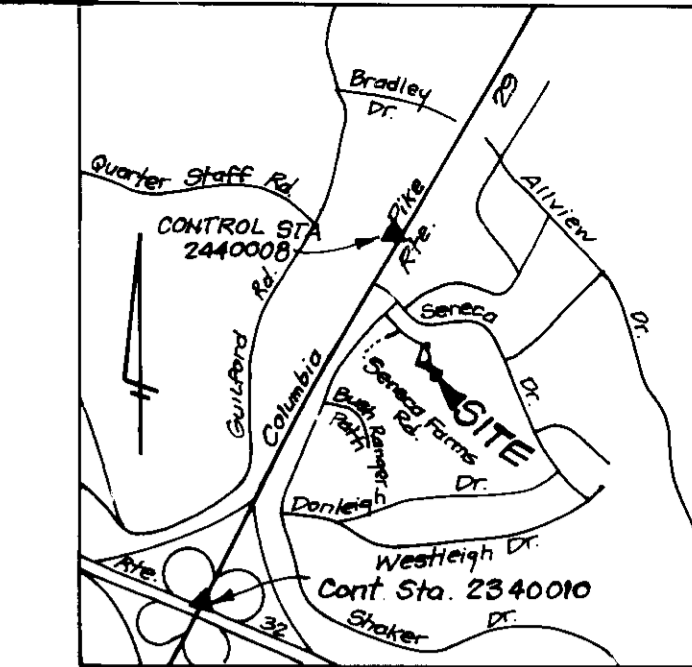 Bradley
Dr.
29
Quarter Staff Rd.
Allview
Dr.
Pike
Rte.
CONTROL STA
2440008
Rd.
Guilford
Seneca
Dr.
Columbia
Seneca Farms
Rd.
SITE
Bush Ranger
Path
Donleigh
Dr.
Westleigh Dr.
Rte.
32
Cont. Sta. 2340010
Shaker
Dr.